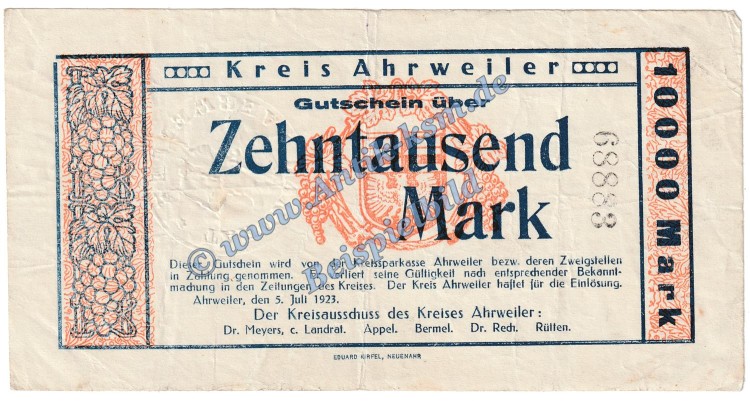 Kreis Ahrweiler
Gutschein über
Zehntausend
Mark
Dieser Gutschein wird von der Kreissparkasse Ahrweiler bezw. deren Zweigstellen
in Zahlung genommen. Er verliert seine Gültigkeit nach entsprechender Bekannt-
machung in den Zeitungen des Kreises. Der Kreis Ahrweiler haftet für die Einlösung.
Ahrweiler, den 5. Juli 1923.
Der Kreisausschuss des Kreises Ahrweiler:
Dr. Meyers, c. Landrat. Appel. Bermel. Dr. Rech. Rütten.
EDUARD HIRFEL, NEUENAHR
10000 Mark
68883
© www.Antikeksm.de
Beispielbild